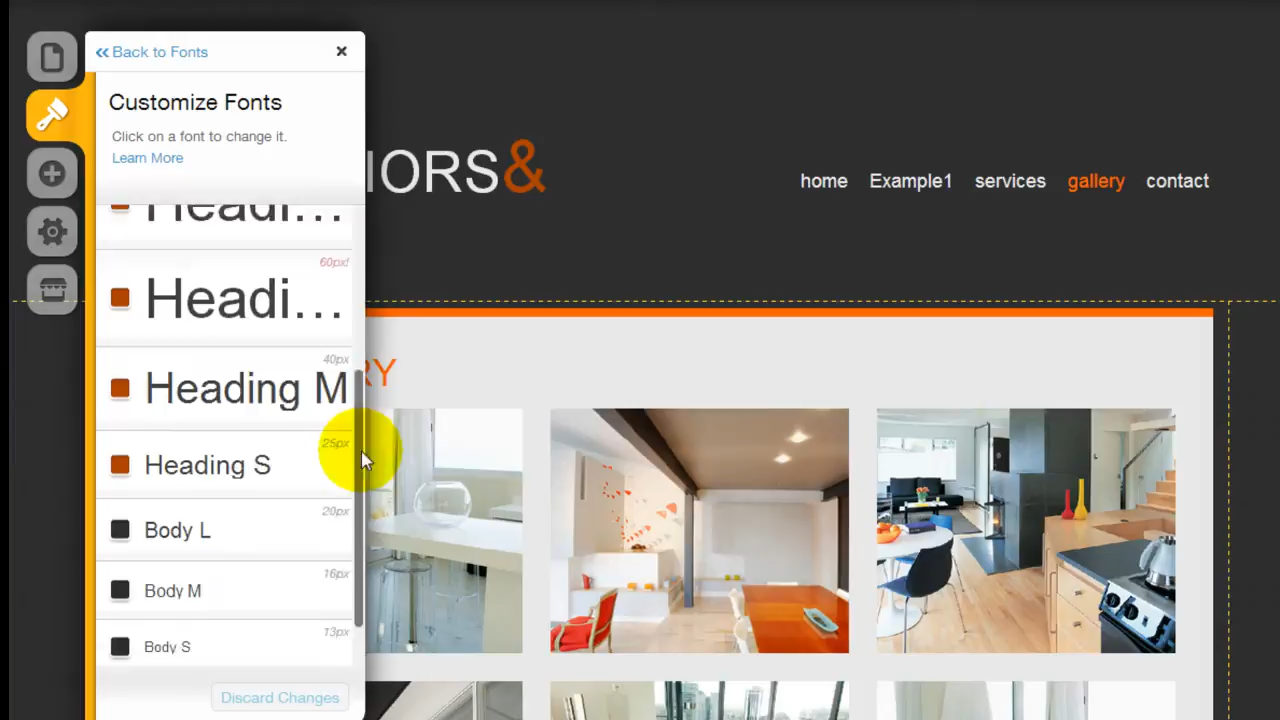 Back to Fonts
Customize Fonts
Click on a font to change it.
Learn More
Headi...
60px!
Headi...
40px
Heading M
25px
Heading S
20px
Body L
16px
Body M
13px
Body S
Discard Changes
IORS&
home Example1 services gallery contact
RY